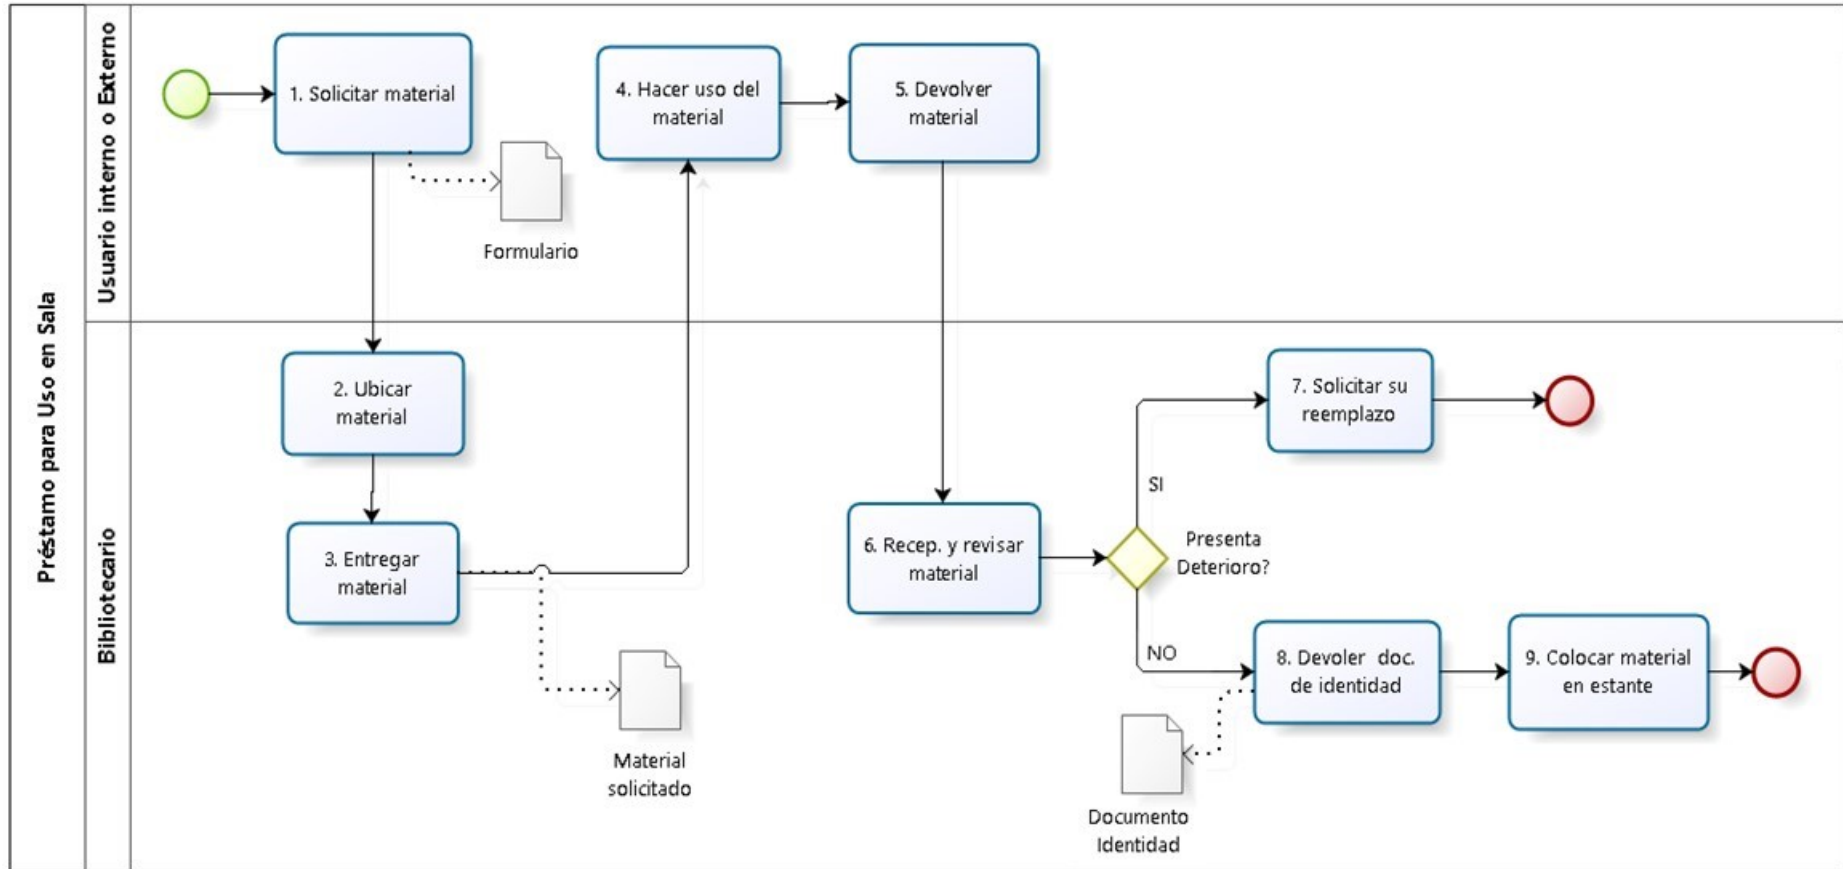 Préstamo para Uso en Sala
Usuario interno o Externo
1. Solicitar material
Formulario
4. Hacer uso del
material
5. Devolver
material
Bibliotecario
2. Ubicar
material
3. Entregar
material
Material
solicitado
6. Recep. y revisar
material
Presenta
Deterioro?
SI
7. Solicitar su
reemplazo
NO
8. Devoler doc.
de identidad
Documento
Identidad
9. Colocar material
en estante